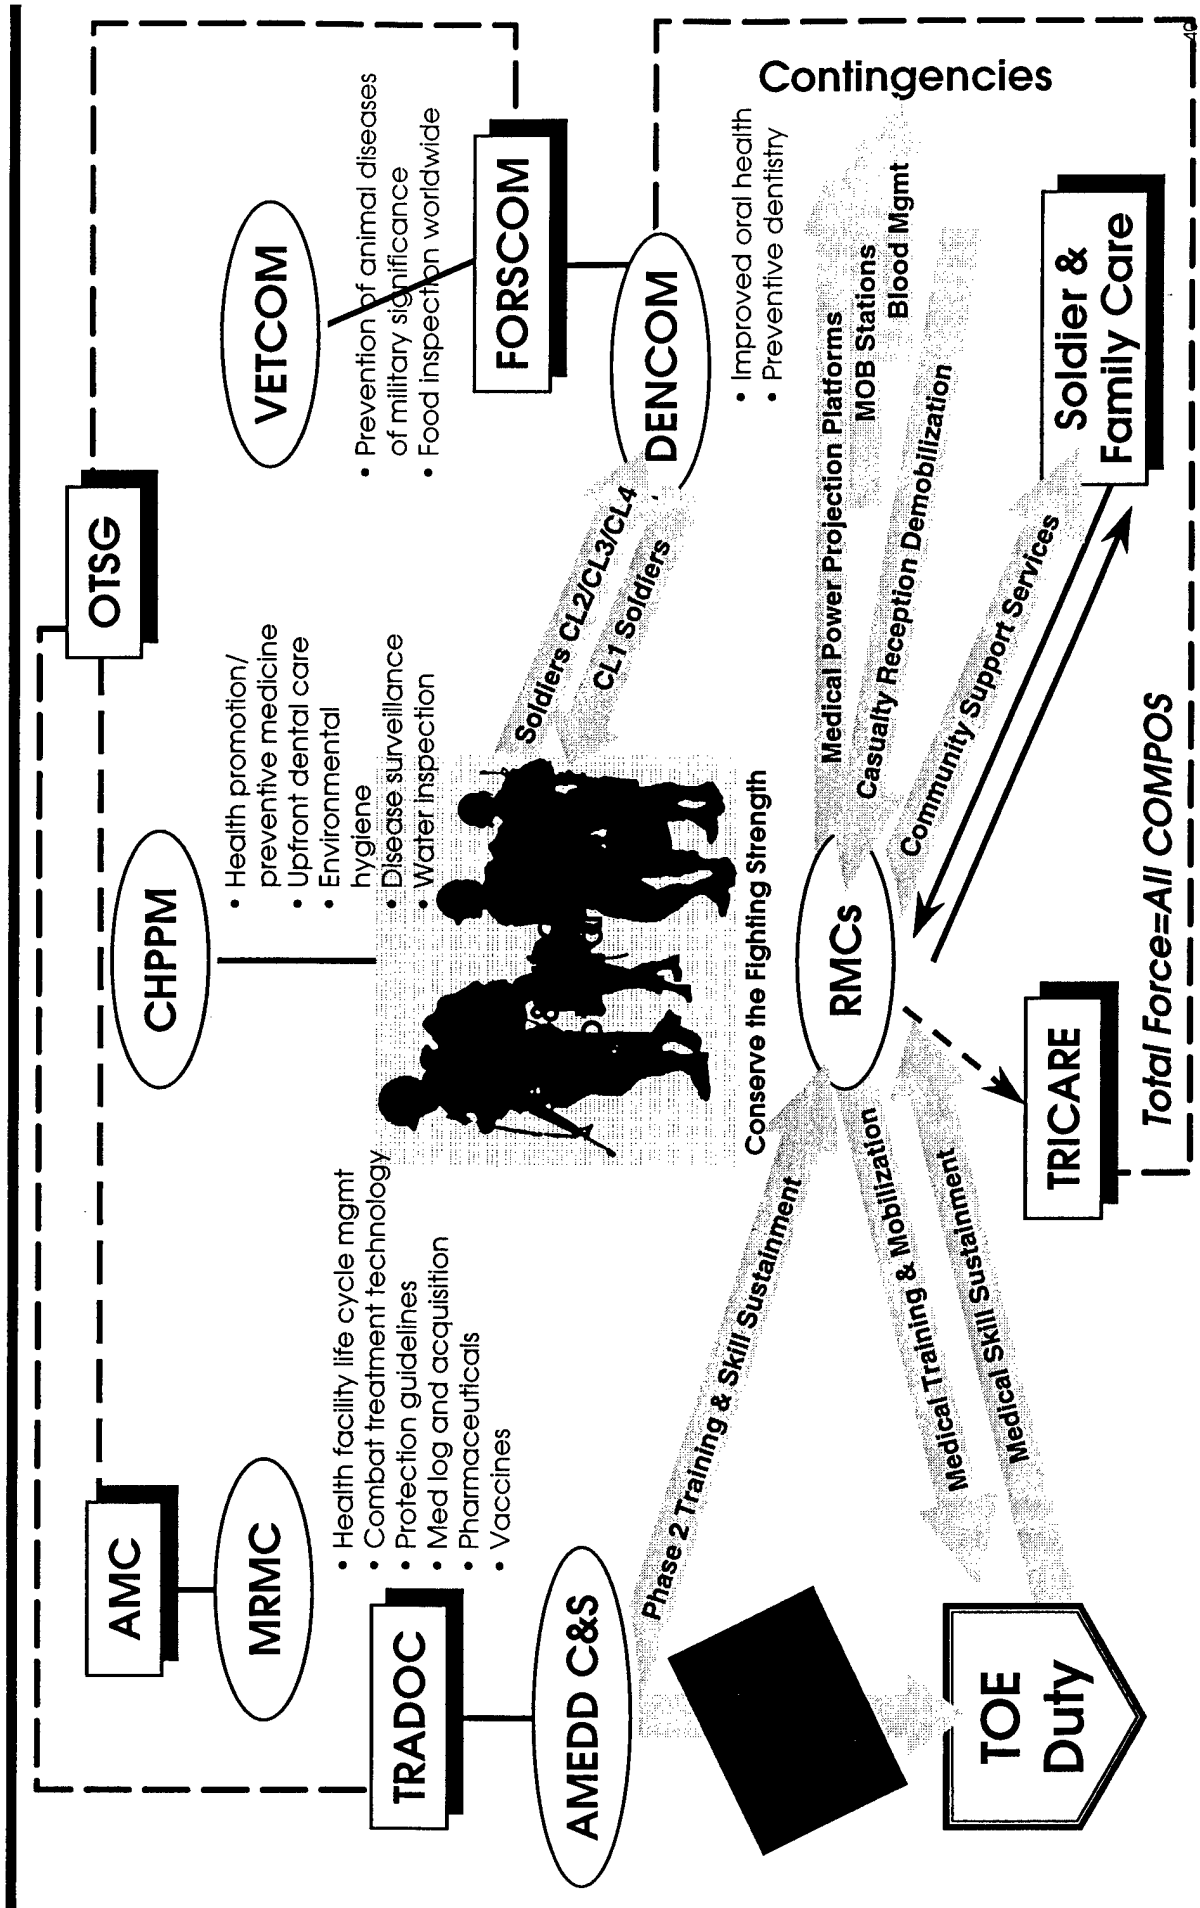 OTSG
AMC
MRMC
CHPPM
VETCOM
• Health facility life cycle mgmt
• Combat treatment technology
• Protection guidelines
• Med log and acquisition
• Pharmaceuticals
• Vaccines
• Health promotion/
preventive medicine
• Upfront dental care
• Environmental
hygiene
• Disease surveillance
• Water inspection
• Prevention of animal diseases
of military significance
• Food inspection worldwide
TRADOC
FORSCOM
AMEDD C&S
Soldiers CL2/CL3/CL4
CL1 Soldiers
DENCOM
• Improved oral health
• Preventive dentistry
Conserve the Fighting Strength
Contingencies
Phase 2 Training & Skill Sustainment
Medical Training & Mobilization
Medical Skill Sustainment
RMCs
Medical Power Projection Platforms
MOB Stations
Blood Mgmt
Casualty Reception Demobilization
Community Support Services
TOE
Duty
TRICARE
Soldier &
Family Care
Total Force=All COMPOS